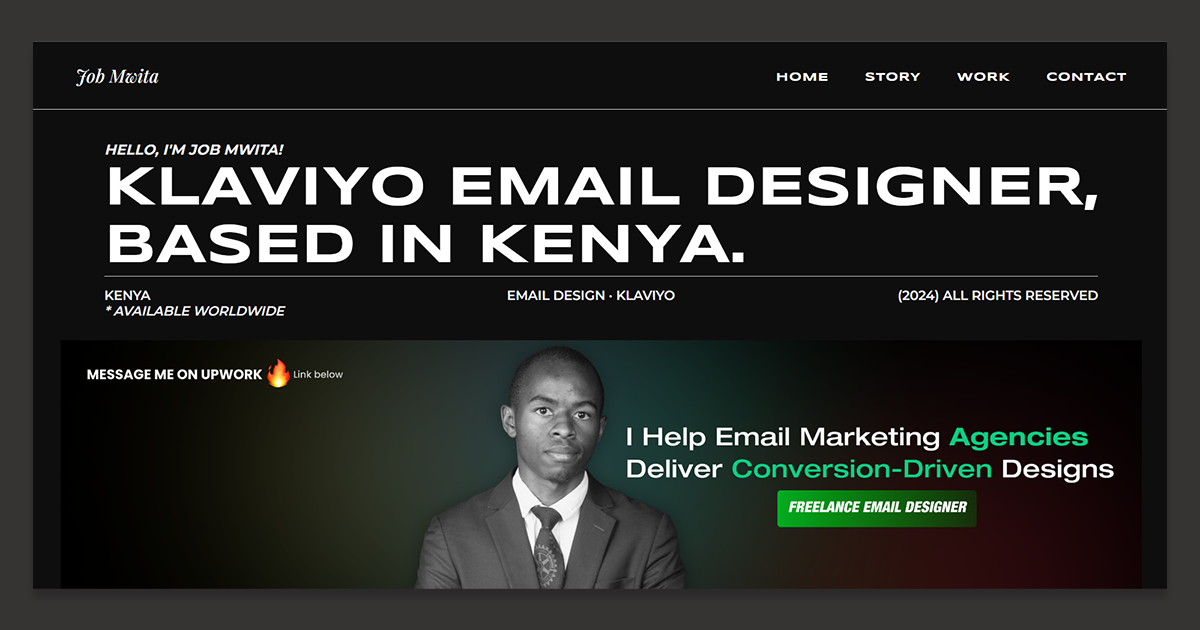 Job Mwita
HOME STORY WORK CONTACT
HELLO, I'M JOB MWITA!
KLAVIYO EMAIL DESIGNER,
BASED IN KENYA.
KENYA
* AVAILABLE WORLDWIDE
EMAIL DESIGN · KLAVIYO
(2024) ALL RIGHTS RESERVED
MESSAGE ME ON UPWORK 🔥 Link below
I Help Email Marketing Agencies
Deliver Conversion-Driven Designs
FREELANCE EMAIL DESIGNER